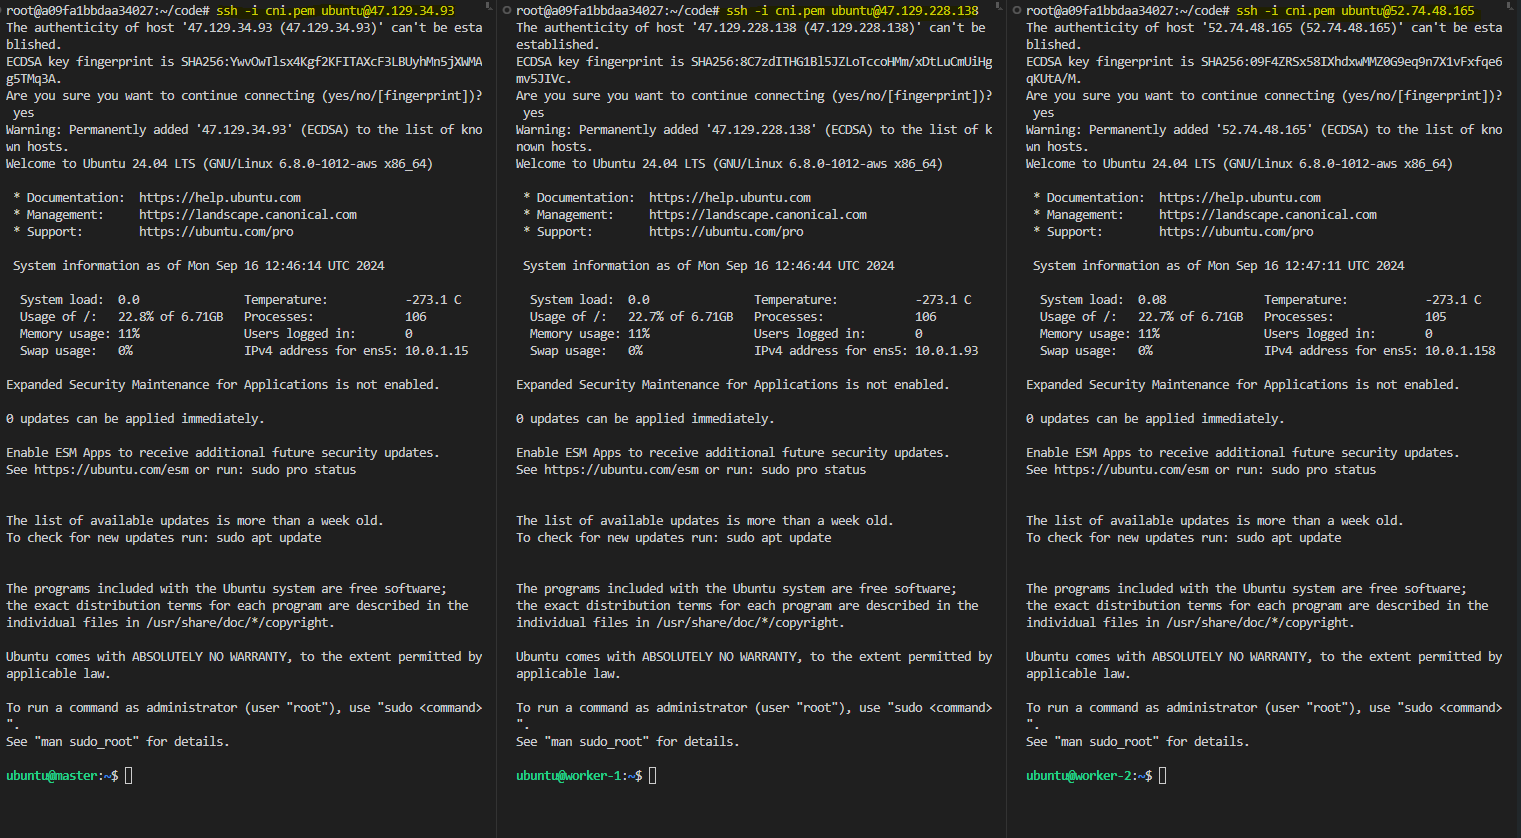 root@a09fa1bbdaa34027:~/code# ssh -i cni.pem ubuntu@47.129.34.93
The authenticity of host '47.129.34.93 (47.129.34.93)' can't be esta
blished.
ECDSA key fingerprint is SHA256:YwvOwTlsx4Kgf2KFITAXcF3LBUyhMn5jXWMA
g5TMq3A.
Are you sure you want to continue connecting (yes/no/[fingerprint])?
 yes
Warning: Permanently added '47.129.34.93' (ECDSA) to the list of kno
wn hosts.
Welcome to Ubuntu 24.04 LTS (GNU/Linux 6.8.0-1012-aws x86_64)

 * Documentation:  https://help.ubuntu.com
 * Management:     https://landscape.canonical.com
 * Support:        https://ubuntu.com/pro

 System information as of Mon Sep 16 12:46:14 UTC 2024

  System load:  0.0               Temperature:           -273.1 C
  Usage of /:   22.8% of 6.71GB   Processes:             106
  Memory usage: 11%               Users logged in:       0
  Swap usage:   0%                IPv4 address for ens5: 10.0.1.15

Expanded Security Maintenance for Applications is not enabled.

0 updates can be applied immediately.

Enable ESM Apps to receive additional future security updates.
See https://ubuntu.com/esm or run: sudo pro status


The list of available updates is more than a week old.
To check for new updates run: sudo apt update


The programs included with the Ubuntu system are free software;
the exact distribution terms for each program are described in the
individual files in /usr/share/doc/*/copyright.

Ubuntu comes with ABSOLUTELY NO WARRANTY, to the extent permitted by
applicable law.

To run a command as administrator (user "root"), use "sudo <command>
".
See "man sudo_root" for details.

ubuntu@master:~$
root@a09fa1bbdaa34027:~/code# ssh -i cni.pem ubuntu@47.129.228.138
The authenticity of host '47.129.228.138 (47.129.228.138)' can't be
established.
ECDSA key fingerprint is SHA256:8C7zdITHG1Bl5JZLoTccoHMm/xDtLuCmUiHg
mv5JIVc.
Are you sure you want to continue connecting (yes/no/[fingerprint])?
 yes
Warning: Permanently added '47.129.228.138' (ECDSA) to the list of k
nown hosts.
Welcome to Ubuntu 24.04 LTS (GNU/Linux 6.8.0-1012-aws x86_64)

 * Documentation:  https://help.ubuntu.com
 * Management:     https://landscape.canonical.com
 * Support:        https://ubuntu.com/pro

 System information as of Mon Sep 16 12:46:44 UTC 2024

  System load:  0.0               Temperature:           -273.1 C
  Usage of /:   22.7% of 6.71GB   Processes:             106
  Memory usage: 11%               Users logged in:       0
  Swap usage:   0%                IPv4 address for ens5: 10.0.1.93

Expanded Security Maintenance for Applications is not enabled.

0 updates can be applied immediately.

Enable ESM Apps to receive additional future security updates.
See https://ubuntu.com/esm or run: sudo pro status


The list of available updates is more than a week old.
To check for new updates run: sudo apt update


The programs included with the Ubuntu system are free software;
the exact distribution terms for each program are described in the
individual files in /usr/share/doc/*/copyright.

Ubuntu comes with ABSOLUTELY NO WARRANTY, to the extent permitted by
applicable law.

To run a command as administrator (user "root"), use "sudo <command>
".
See "man sudo_root" for details.

ubuntu@worker-1:~$
root@a09fa1bbdaa34027:~/code# ssh -i cni.pem ubuntu@52.74.48.165
The authenticity of host '52.74.48.165 (52.74.48.165)' can't be esta
blished.
ECDSA key fingerprint is SHA256:09F4ZRSx58IXhdxwMMZ0G9eq9n7X1vFxfqe6
qKUtA/M.
Are you sure you want to continue connecting (yes/no/[fingerprint])?
 yes
Warning: Permanently added '52.74.48.165' (ECDSA) to the list of kno
wn hosts.
Welcome to Ubuntu 24.04 LTS (GNU/Linux 6.8.0-1012-aws x86_64)

 * Documentation:  https://help.ubuntu.com
 * Management:     https://landscape.canonical.com
 * Support:        https://ubuntu.com/pro

 System information as of Mon Sep 16 12:47:11 UTC 2024

  System load:  0.08              Temperature:           -273.1 C
  Usage of /:   22.7% of 6.71GB   Processes:             105
  Memory usage: 11%               Users logged in:       0
  Swap usage:   0%                IPv4 address for ens5: 10.0.1.158

Expanded Security Maintenance for Applications is not enabled.

0 updates can be applied immediately.

Enable ESM Apps to receive additional future security updates.
See https://ubuntu.com/esm or run: sudo pro status


The list of available updates is more than a week old.
To check for new updates run: sudo apt update


The programs included with the Ubuntu system are free software;
the exact distribution terms for each program are described in the
individual files in /usr/share/doc/*/copyright.

Ubuntu comes with ABSOLUTELY NO WARRANTY, to the extent permitted by
applicable law.

To run a command as administrator (user "root"), use "sudo <command>
".
See "man sudo_root" for details.

ubuntu@worker-2:~$